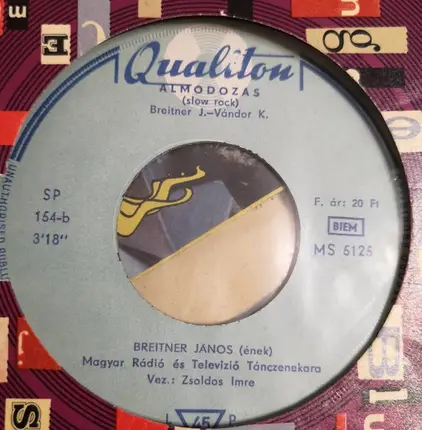 Qualiton
ALMODOZAS
(slow rock)
Breitner J.–Vándor K.
SP
154-b
3'18"
F. ár: 20 Ft
BIEM
MS 5125
BREITNER JÁNOS (ének)
Magyar Rádió és Televízió Tánczenekara
Vez.: Zsoldos Imre
45